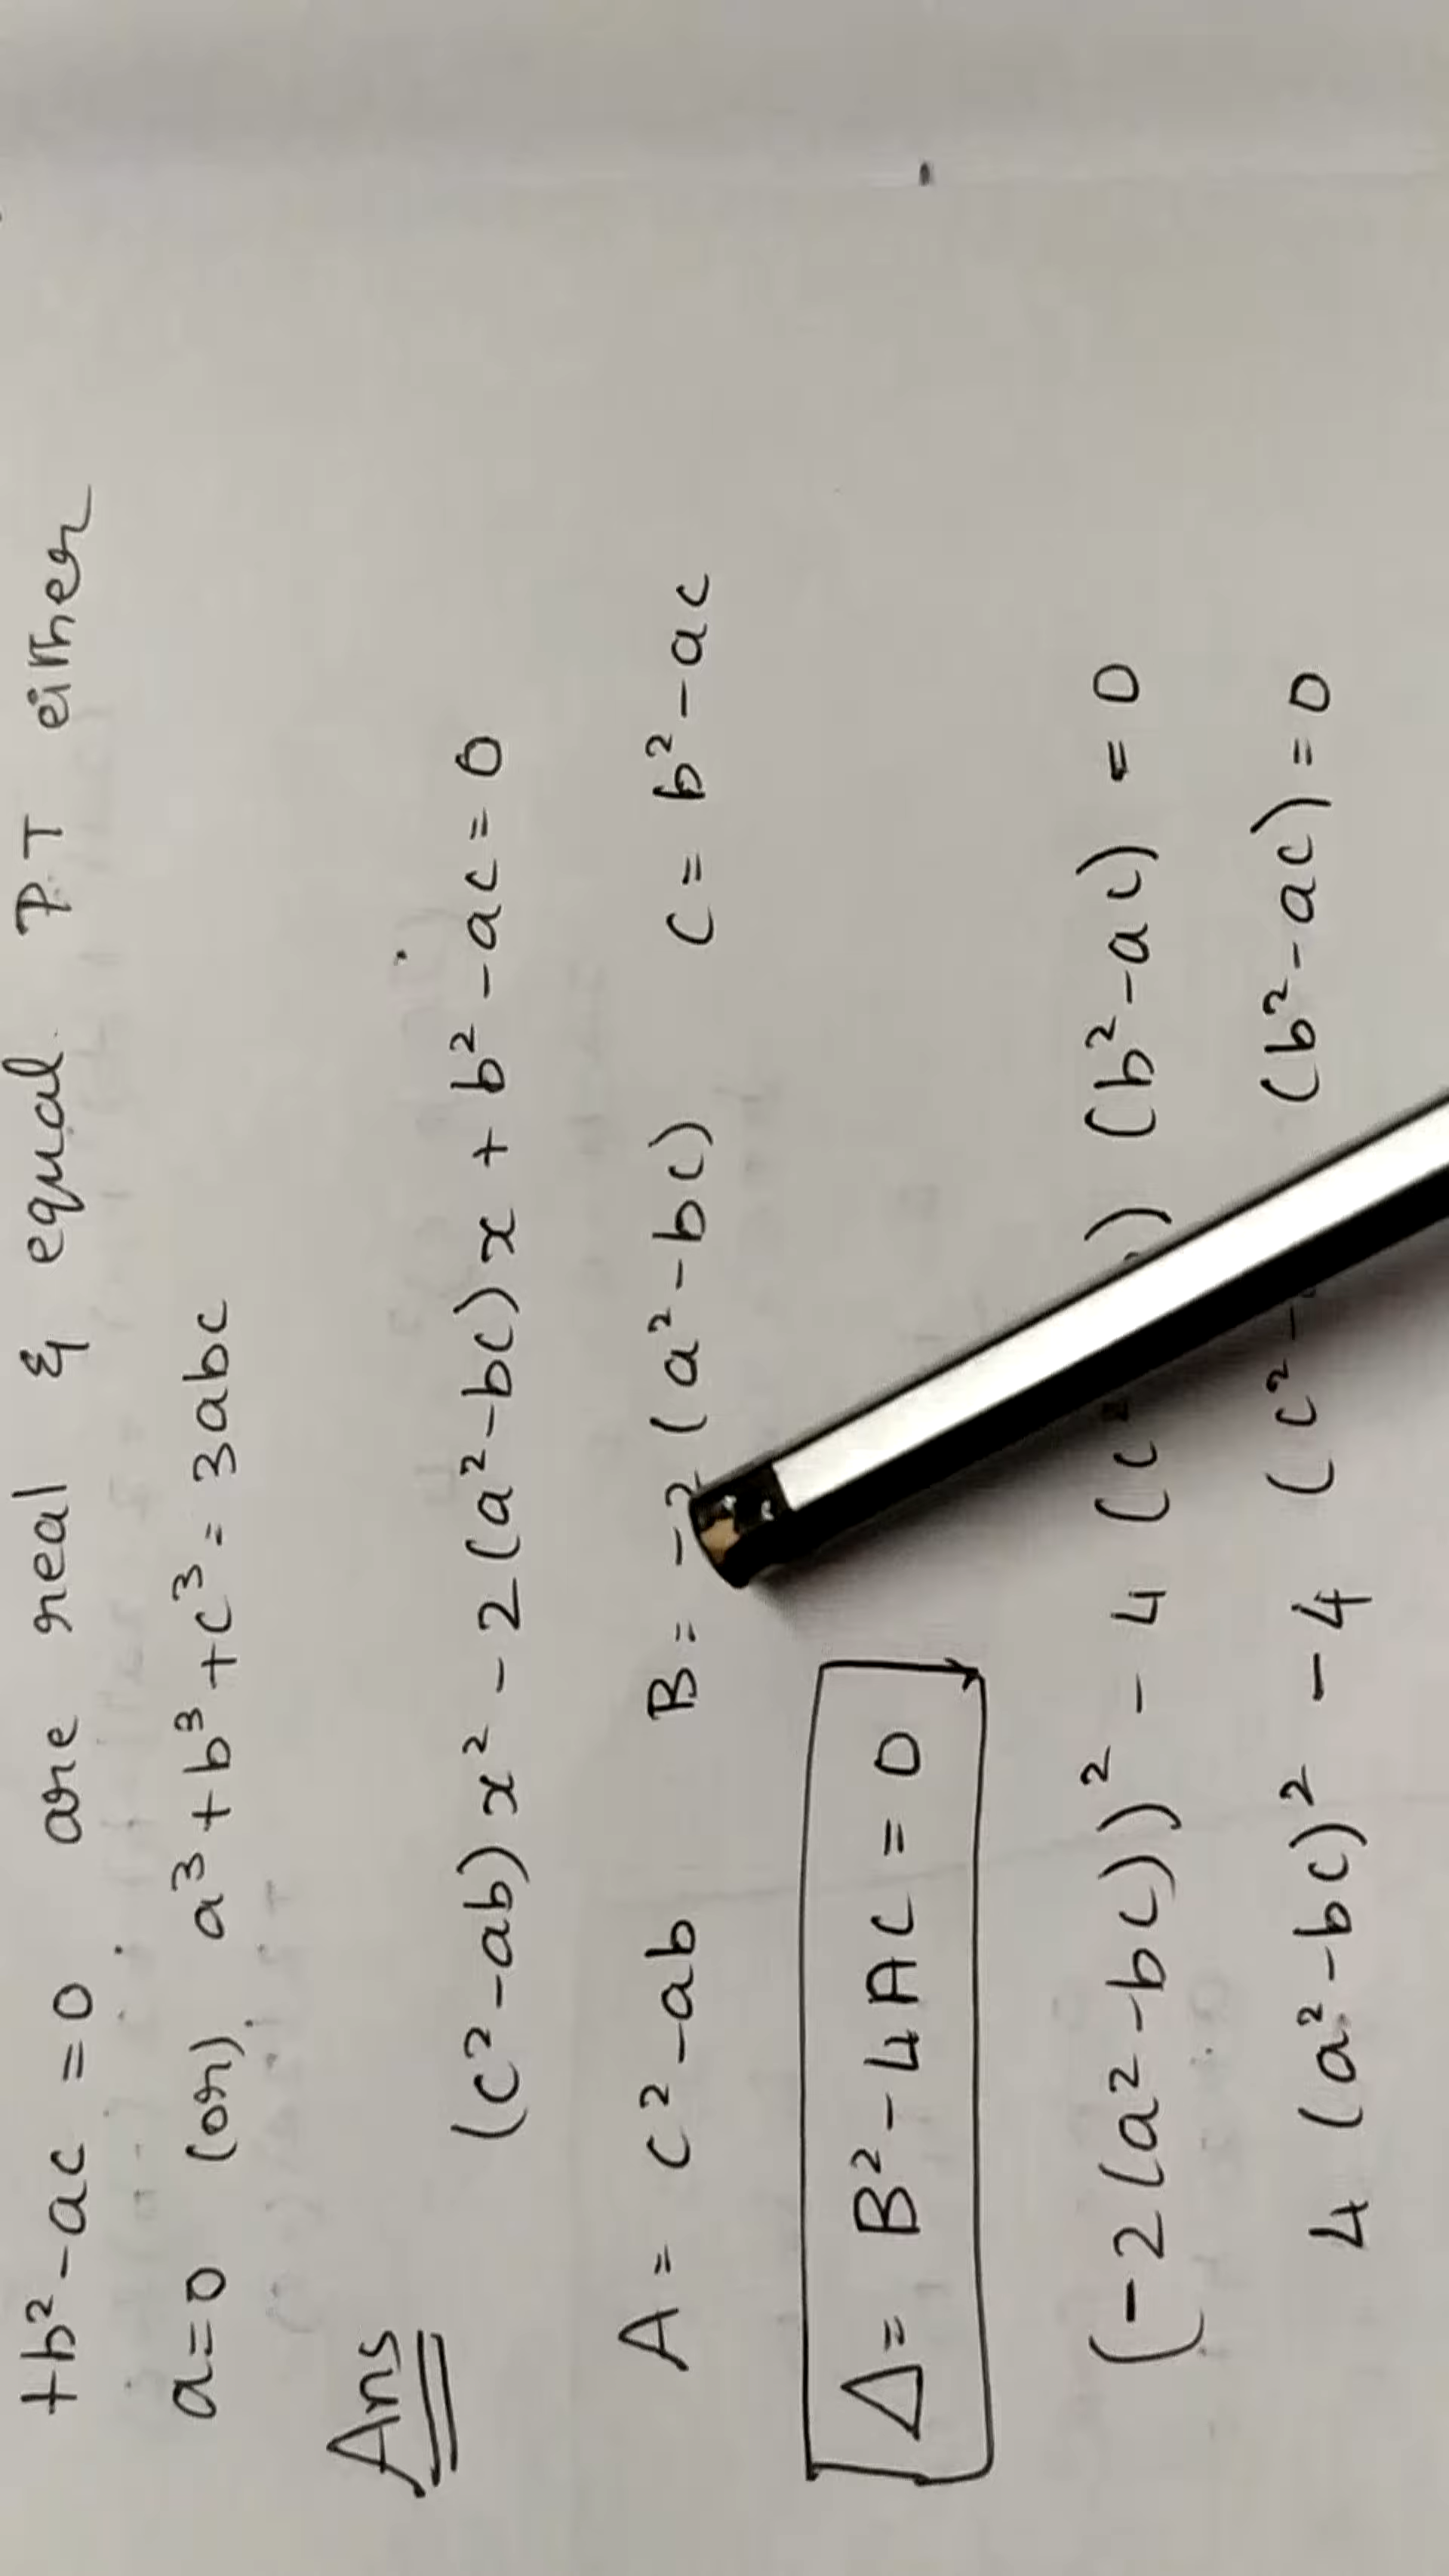 +b² - ac = 0 are real & equal. P.T either
a=0 (or) a³ + b³ + c³ = 3abc
Ans
(c² - ab) x² - 2 (a² - bc) x + b² - ac = 0
A = c² - ab B = -2 (a² - bc) C = b² - ac
Δ = B² - 4AC = 0
(-2 (a² - bc))² - 4 (c² ) (b² - ac) = 0
4 (a² - bc)² - 4 (c² - (b² - ac) = 0